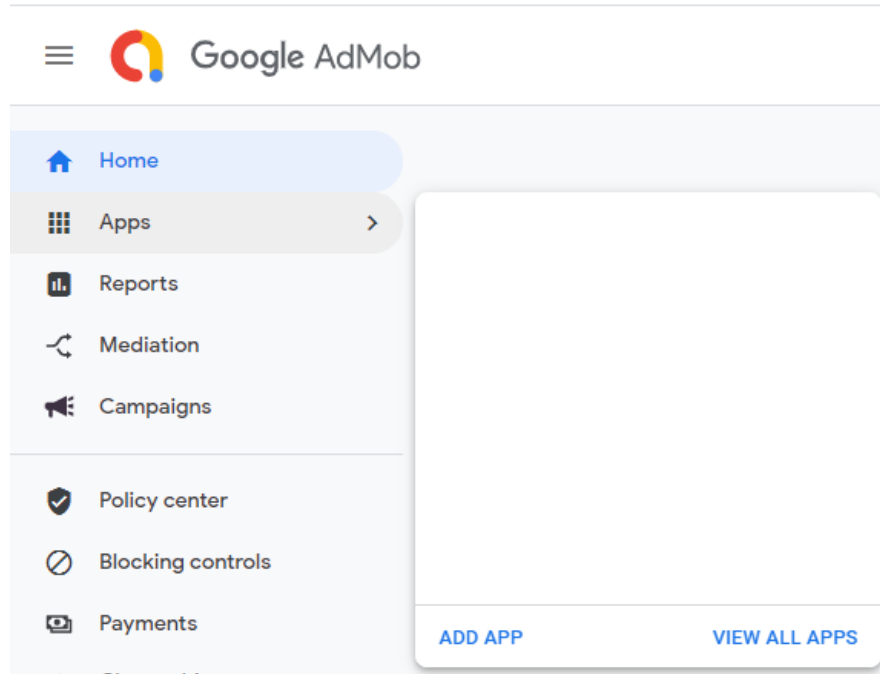 Google AdMob
Home
Apps
Reports
Mediation
Campaigns
Policy center
Blocking controls
Payments
ADD APP
VIEW ALL APPS